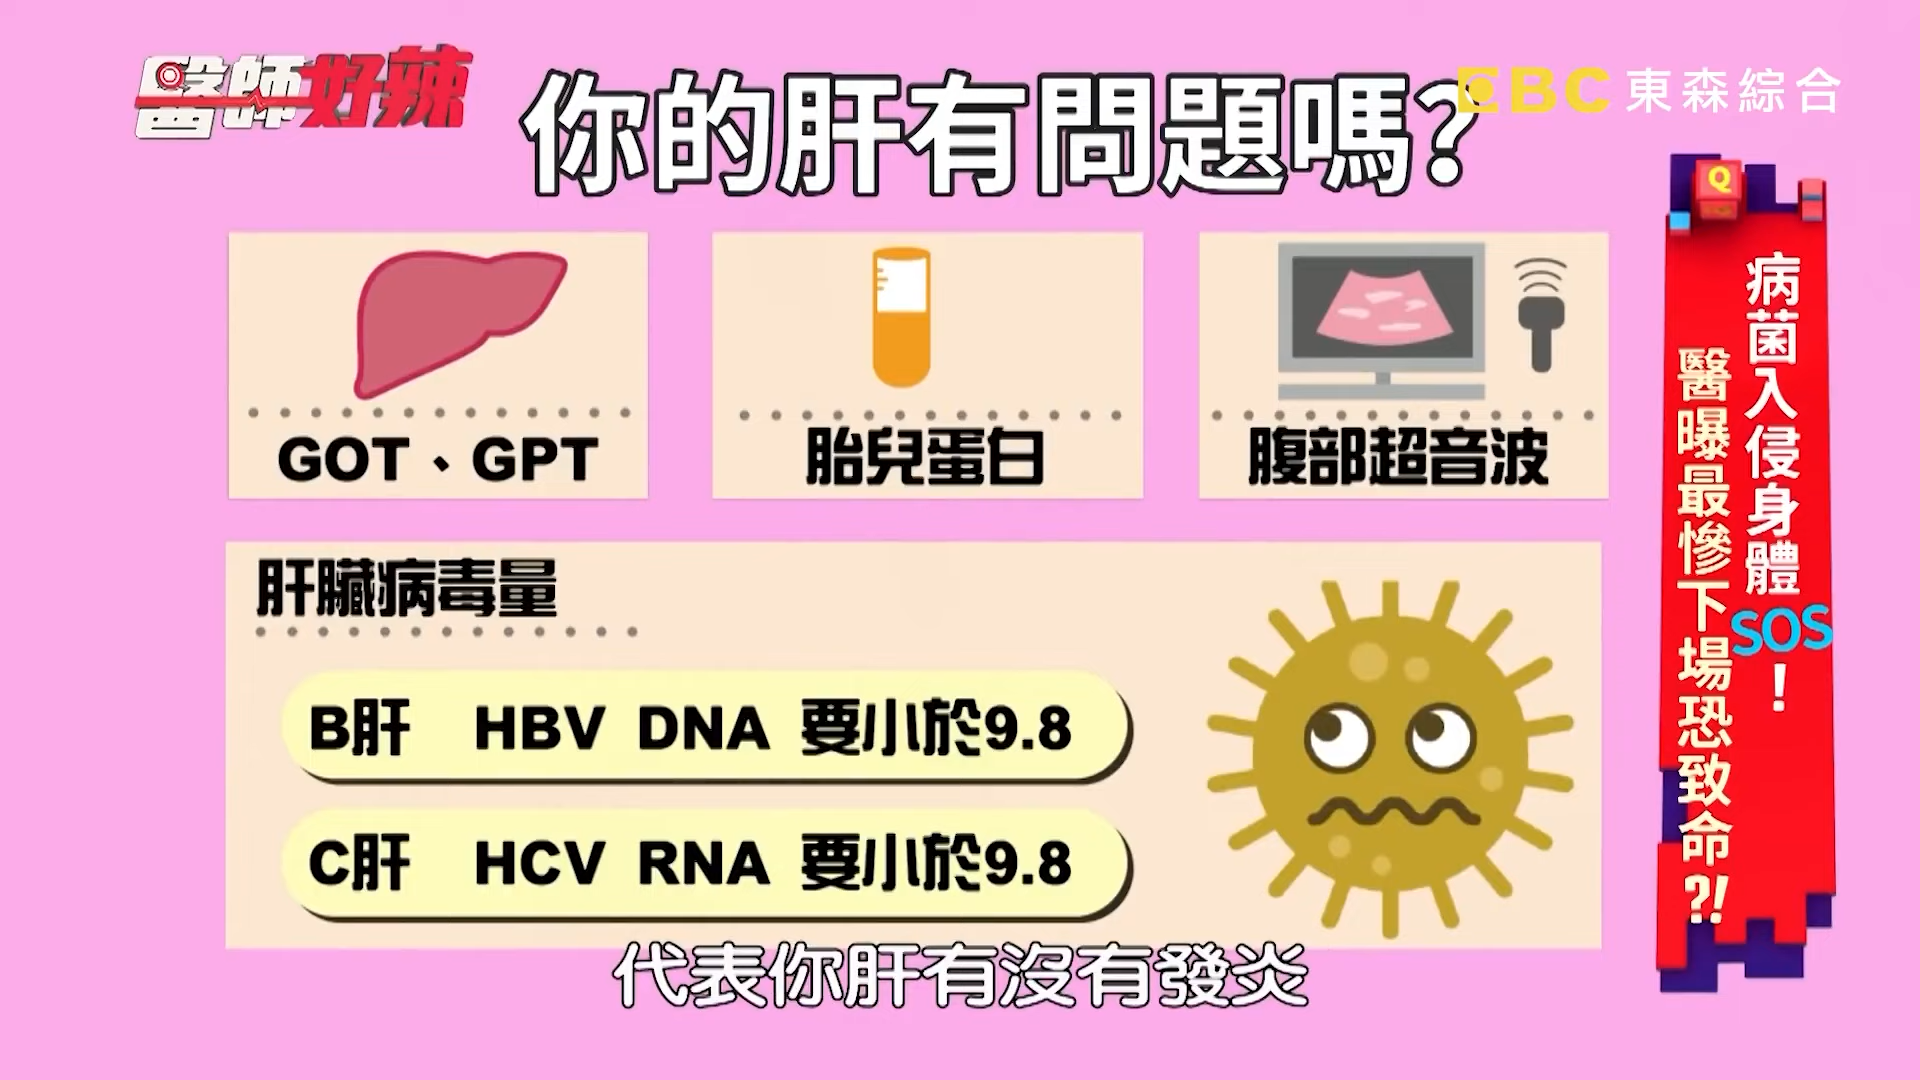 醫師好辣
你的肝有問題嗎?
EBC 東森綜合
GOT、GPT
胎兒蛋白
腹部超音波
肝臟病毒量
B肝 HBV DNA 要小於9.8
C肝 HCV RNA 要小於9.8
代表你肝有沒有發炎
Q
病菌入侵身體SOS!
醫曝最慘下場恐致命?!